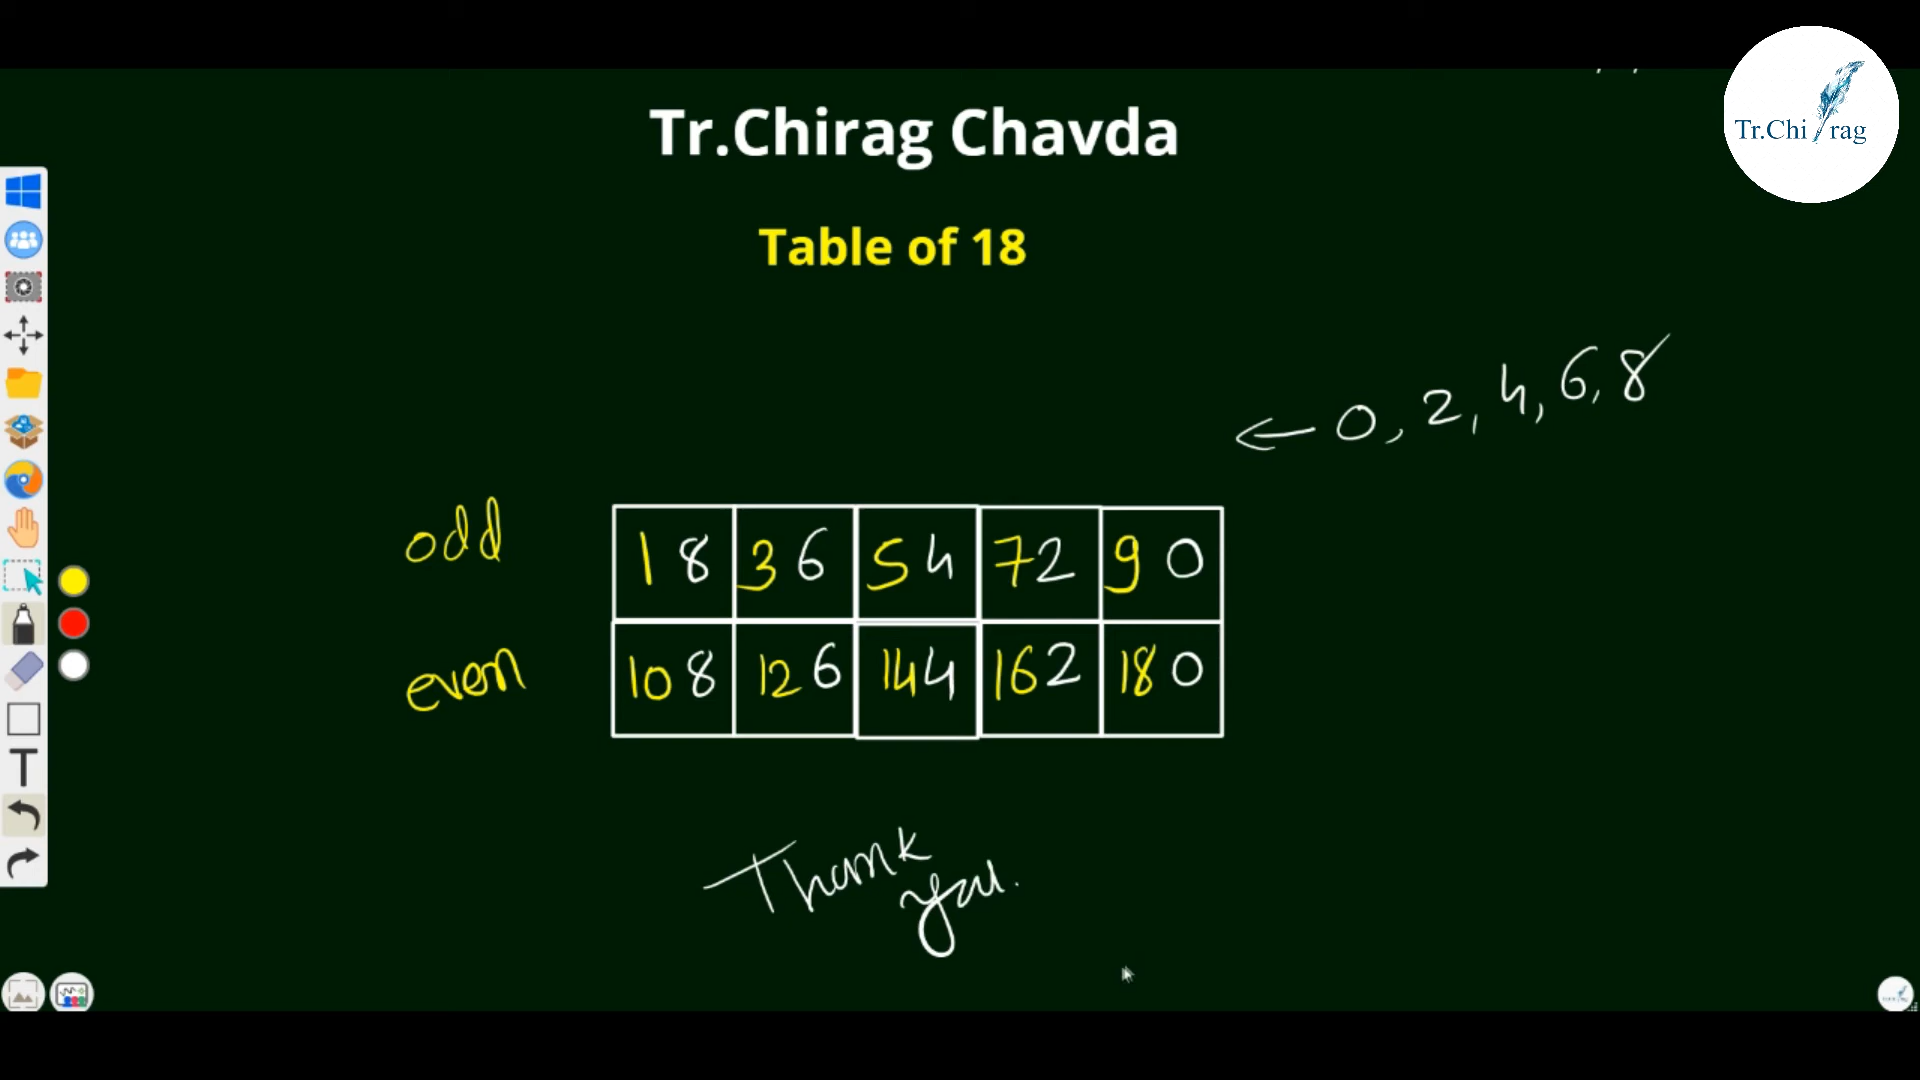 Tr.Chirag Chavda
Tr.Chirag
Table of 18
← 0, 2, 4, 6, 8
odd 18 36 54 72 90
even 108 126 144 162 180
Thank
you.